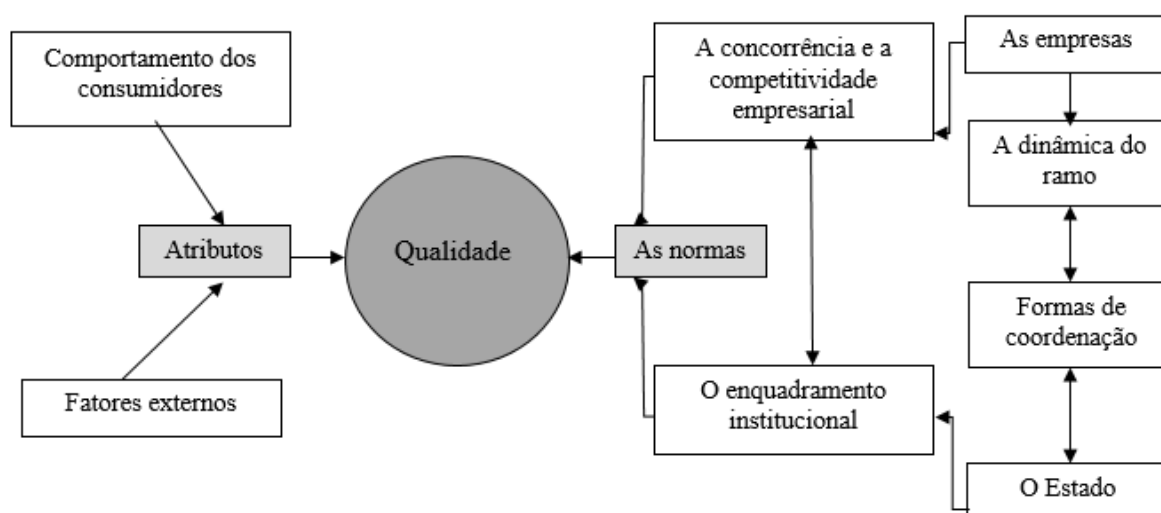 Comportamento dos
consumidores
Atributos
Fatores externos
Qualidade
As normas
A concorrência e a
competitividade
empresarial
O enquadramento
institucional
As empresas
A dinâmica do
ramo
Formas de
coordenação
O Estado